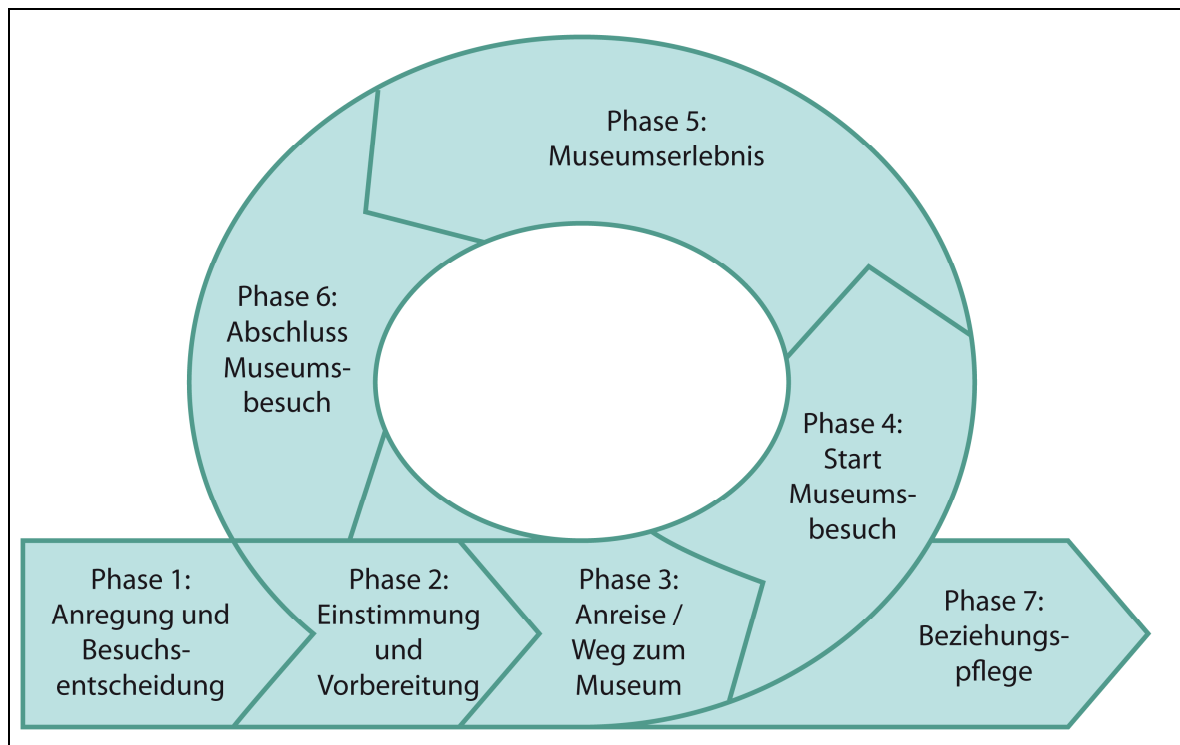 Phase 1:
Anregung und
Besuchs-
entscheidung
Phase 2:
Einstimmung
und
Vorbereitung
Phase 3:
Anreise /
Weg zum
Museum
Phase 4:
Start
Museums-
besuch
Phase 5:
Museumserlebnis
Phase 6:
Abschluss
Museums-
besuch
Phase 7:
Beziehungs-
pflege